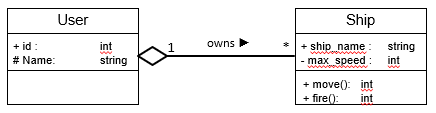 User
+ id : int
# Name: string
1 owns ► *
Ship
+ ship_name : string
- max_speed : int
+ move(): int
+ fire(): int